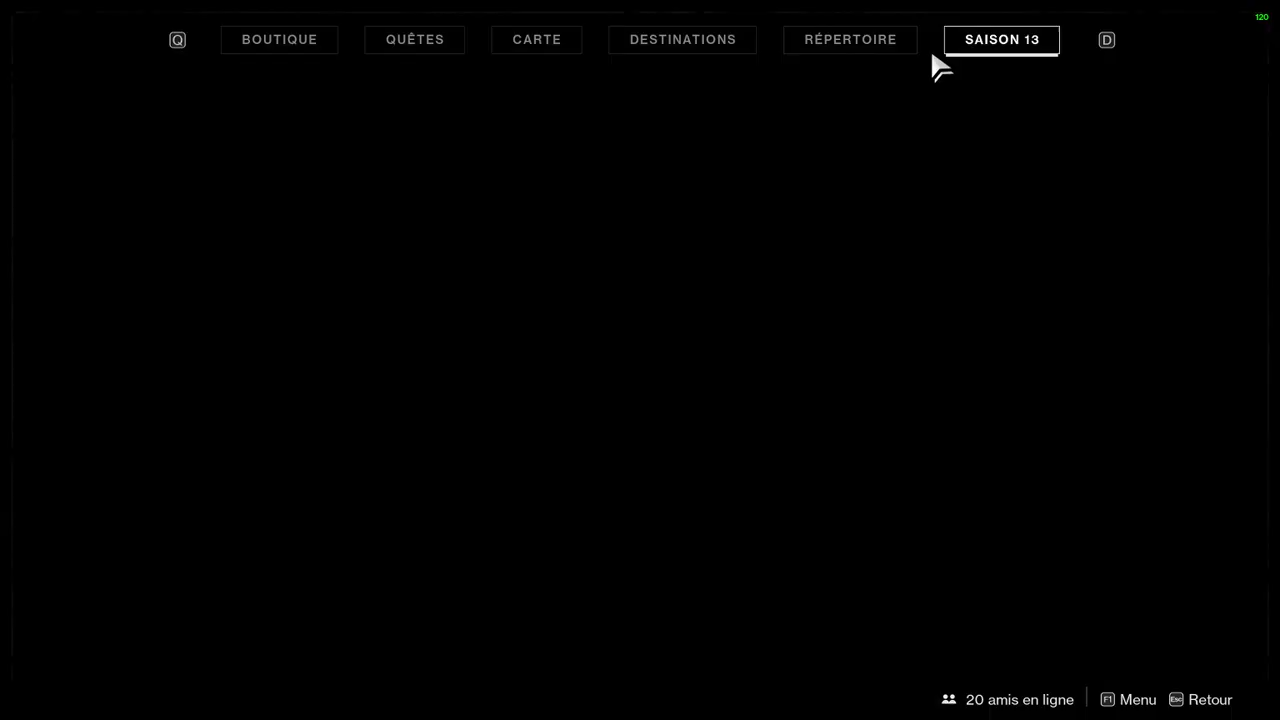 120
Q BOUTIQUE QUÊTES CARTE DESTINATIONS RÉPERTOIRE SAISON 13 D
20 amis en ligne F1 Menu Esc Retour